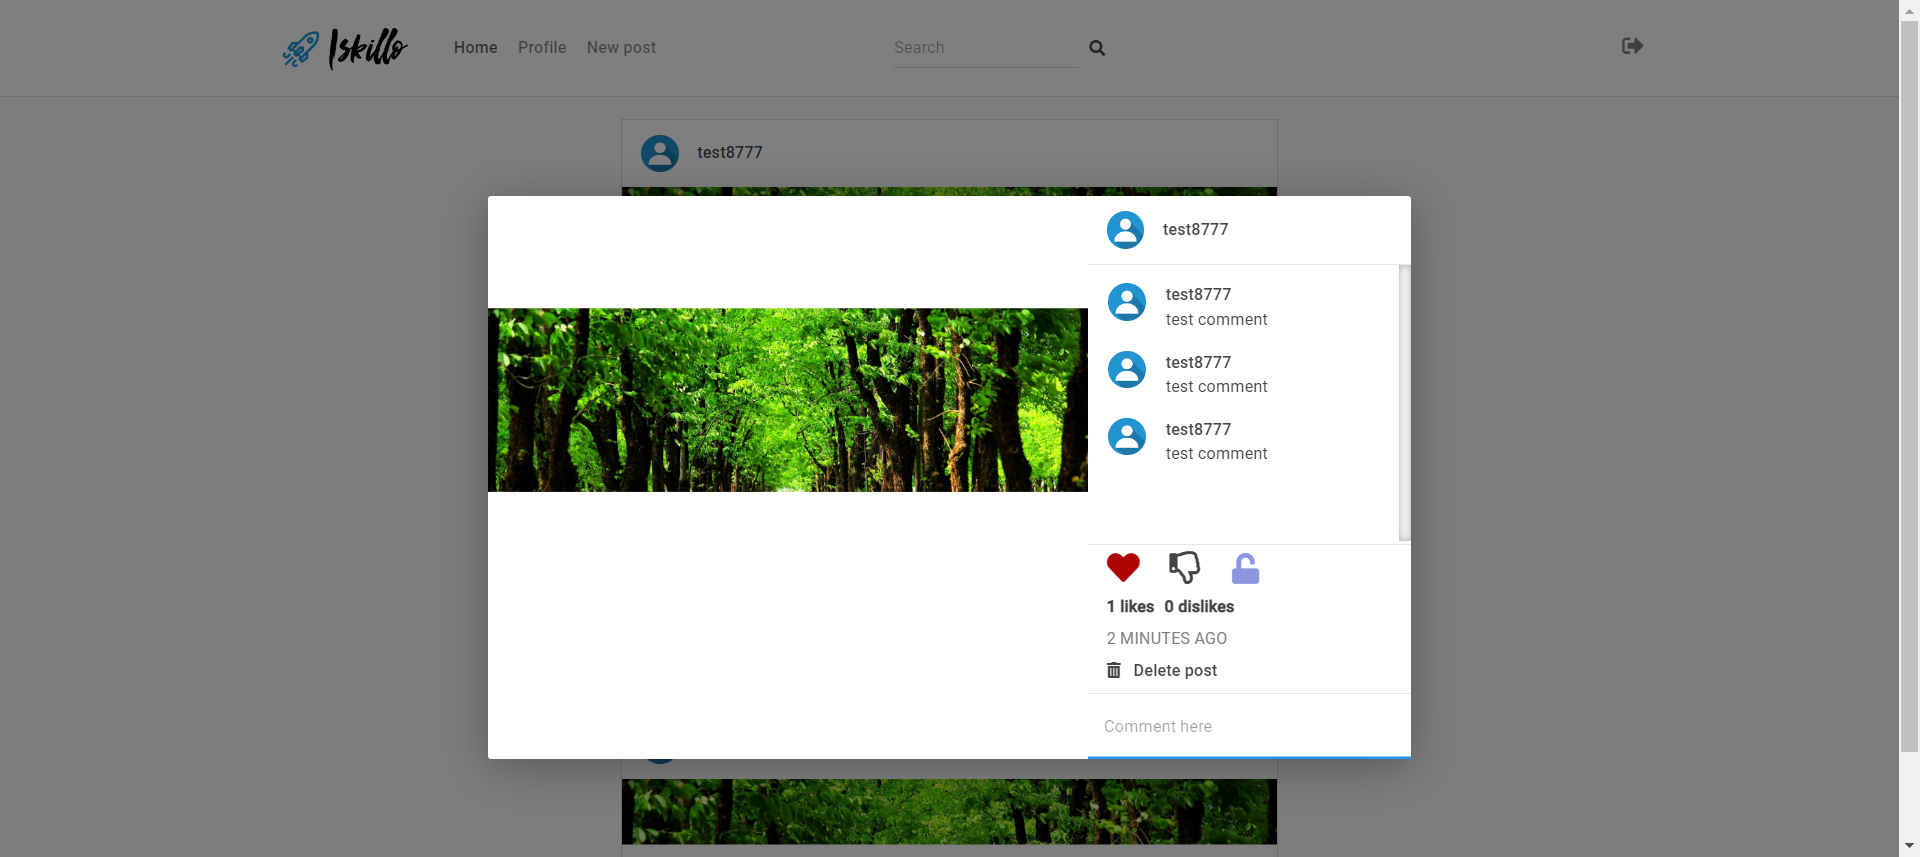 Iskillo
Home Profile New post
Search
test8777
test8777
test8777
test comment
test8777
test comment
test8777
test comment
1 likes 0 dislikes
2 MINUTES AGO
Delete post
Comment here